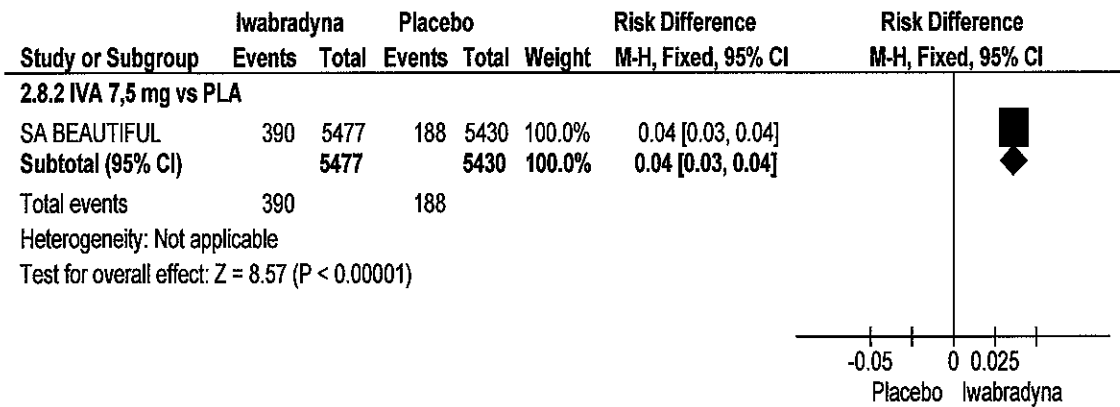 Iwabradyna Placebo Risk Difference Risk Difference
Study or Subgroup Events Total Events Total Weight M-H, Fixed, 95% CI M-H, Fixed, 95% CI
2.8.2 IVA 7,5 mg vs PLA
SA BEAUTIFUL 390 5477 188 5430 100.0% 0.04 [0.03, 0.04]
Subtotal (95% CI) 5477 5430 100.0% 0.04 [0.03, 0.04]
Total events 390 188
Heterogeneity: Not applicable
Test for overall effect: Z = 8.57 (P < 0.00001)
-0.05 0 0.025
Placebo Iwabradyna